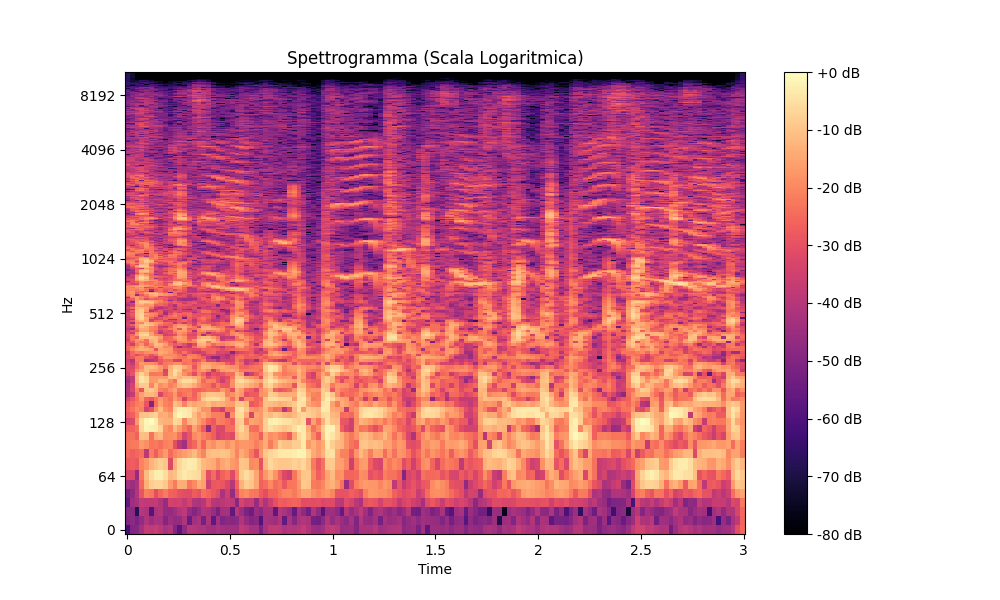 Spettrogramma (Scala Logaritmica)
Hz
8192
4096
2048
1024
512
256
128
64
0
0
0.5
1
1.5
2
2.5
3
Time
+0 dB
-10 dB
-20 dB
-30 dB
-40 dB
-50 dB
-60 dB
-70 dB
-80 dB